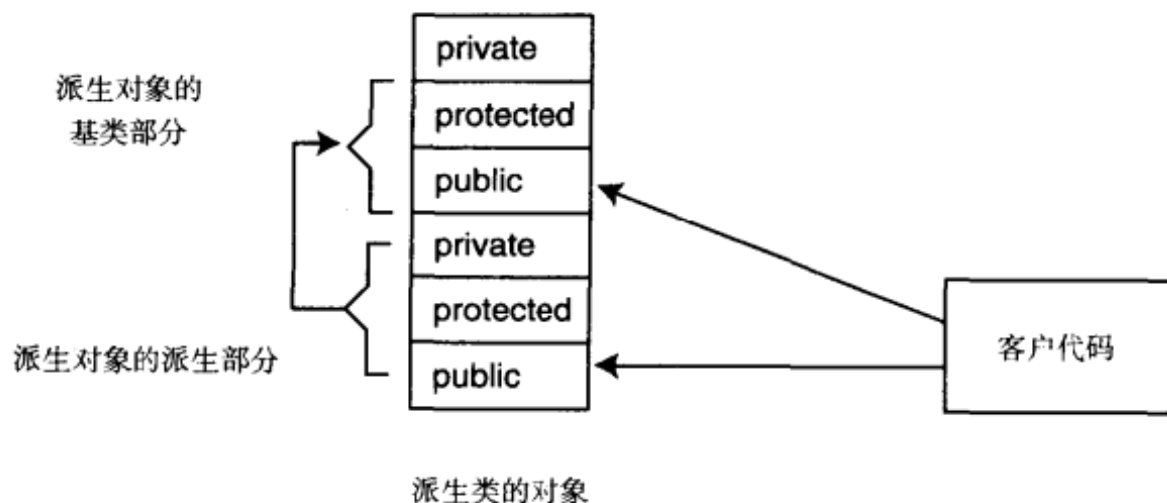 private
派生对象的
基类部分
protected
public
private
protected
派生对象的派生部分
public
客户代码
派生类的对象